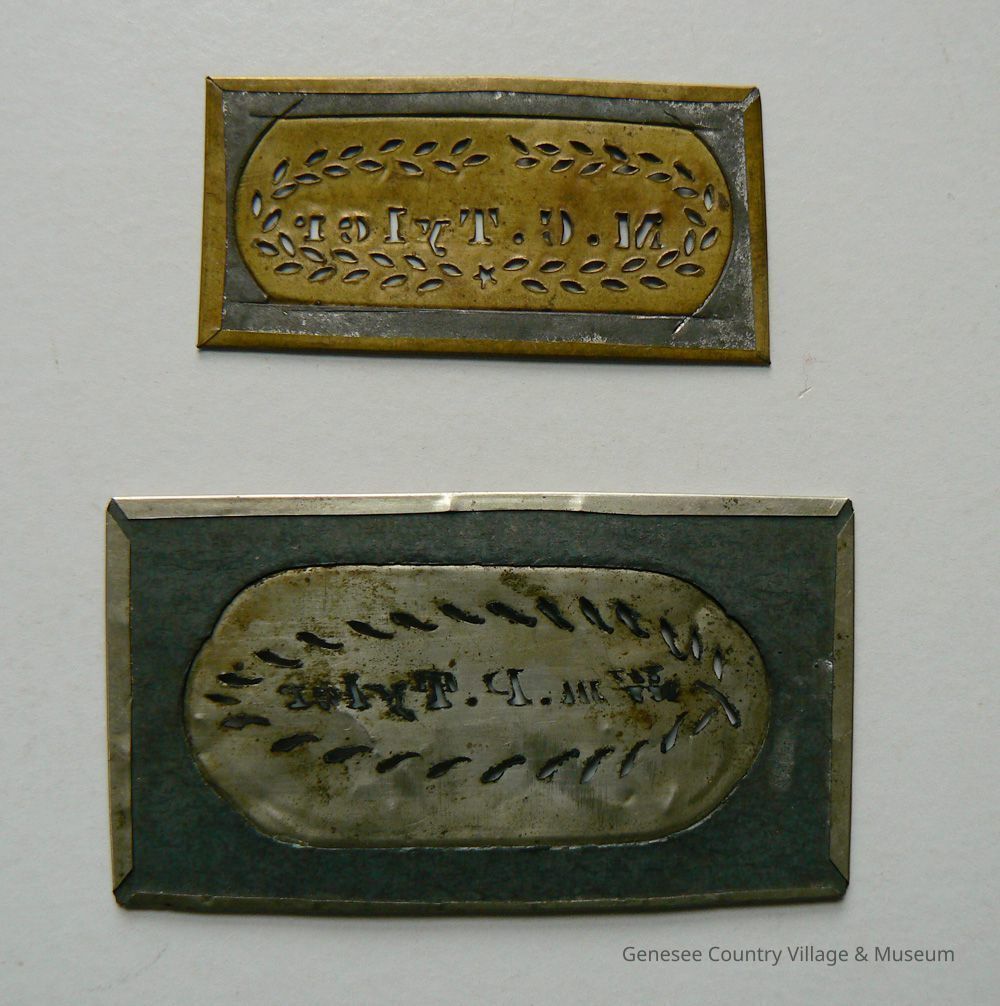 M.G.Tyler.
Wm.P.Tyler
Genesee Country Village & Museum